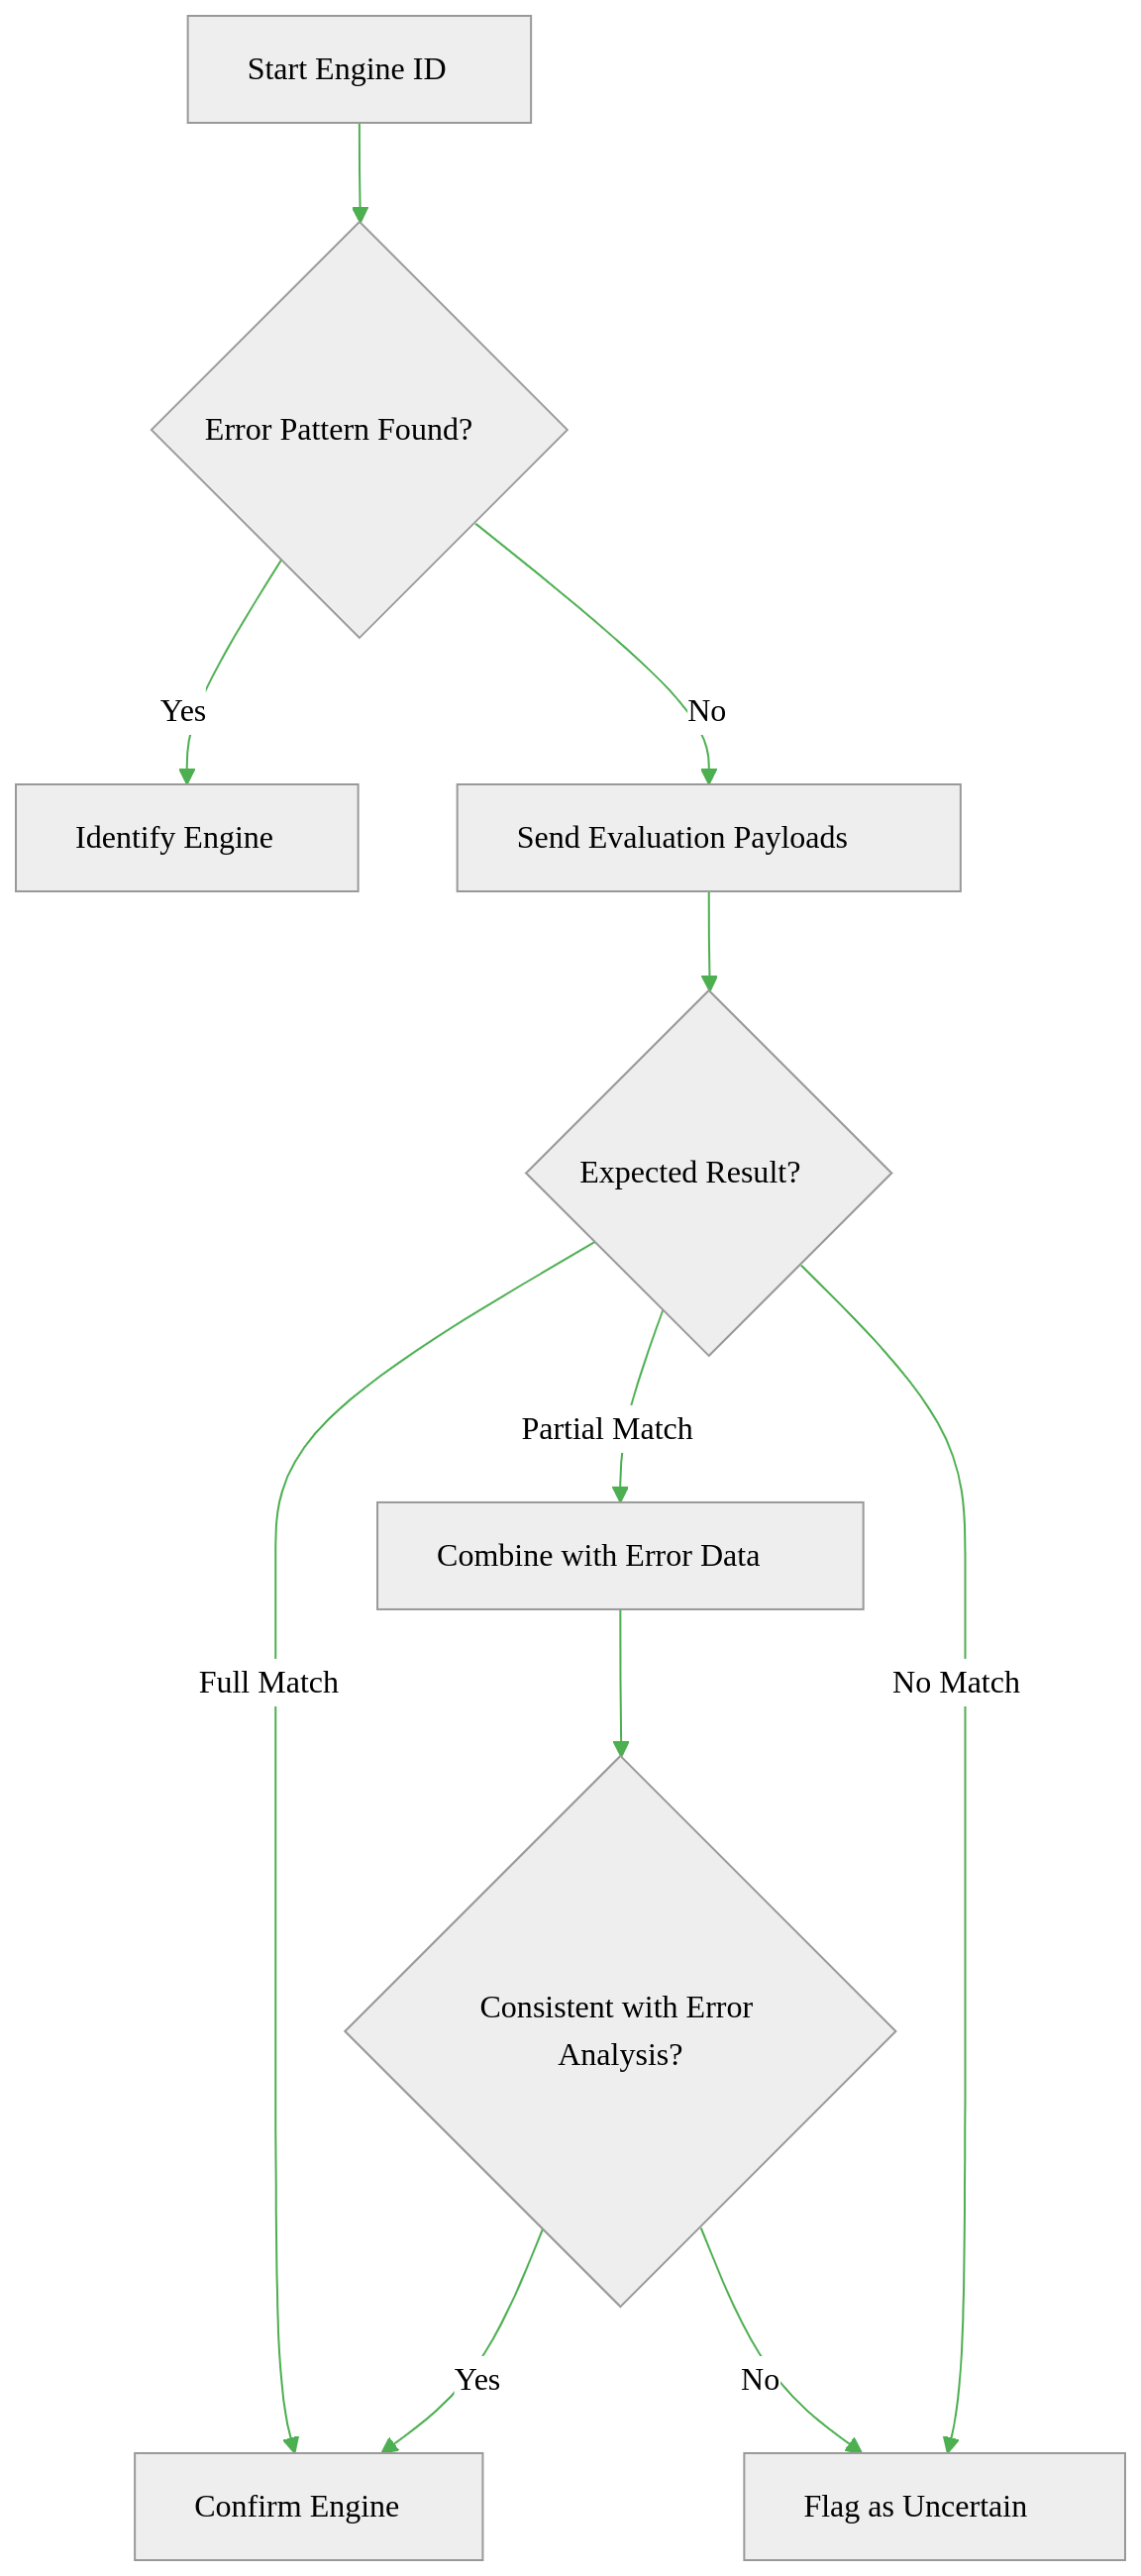 Start Engine ID
Error Pattern Found?
Yes
No
Identify Engine
Send Evaluation Payloads
Expected Result?
Partial Match
Combine with Error Data
Full Match
No Match
Consistent with Error
Analysis?
Yes
No
Confirm Engine
Flag as Uncertain